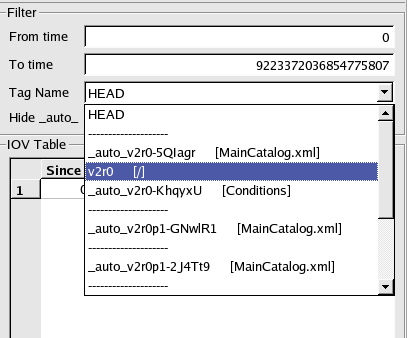 Filter
From time 0
To time 9223372036854775807
Tag Name HEAD
Hide _auto_ HEAD
--------------------
_auto_v2r0-5QIagr [MainCatalog.xml]
IOV Table
v2r0 [/]
Since
_auto_v2r0-KhqyxU [Conditions]
1 0
--------------------
_auto_v2r0p1-GNwlR1 [MainCatalog.xml]
--------------------
_auto_v2r0p1-2J4Tt9 [MainCatalog.xml]
--------------------